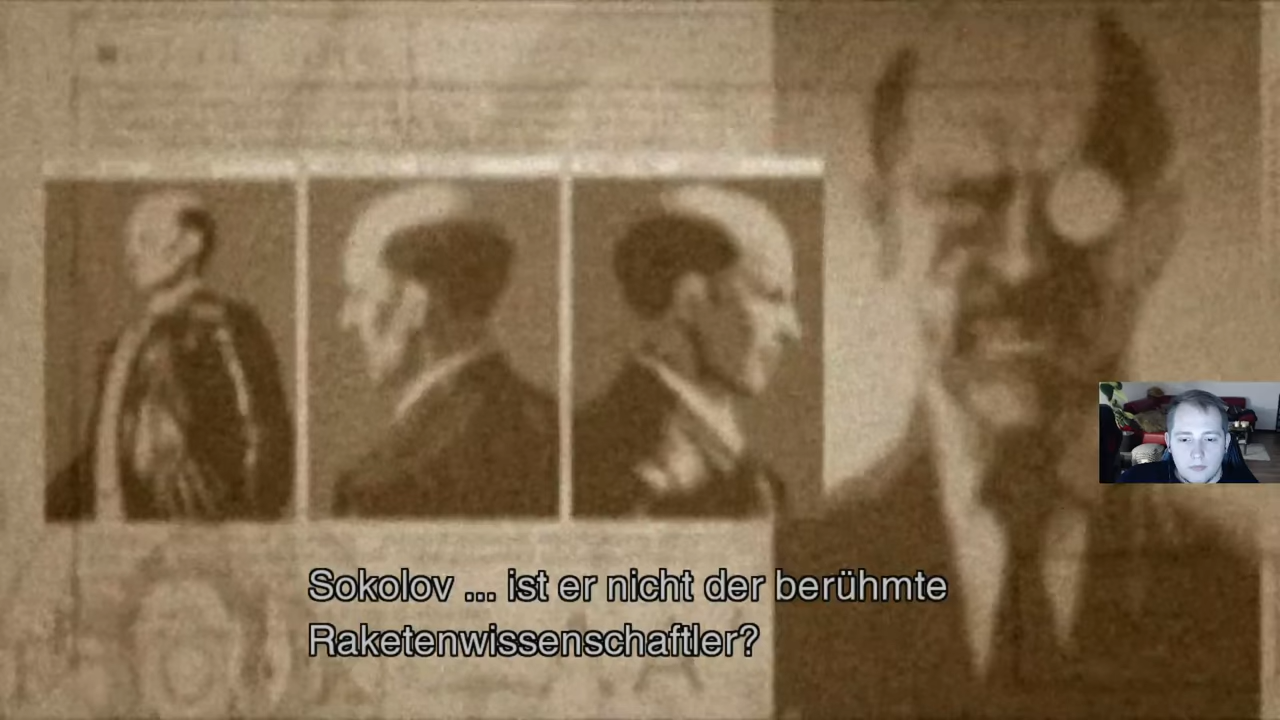 Sokolov ... ist er nicht der berühmte
Raketenwissenschaftler?